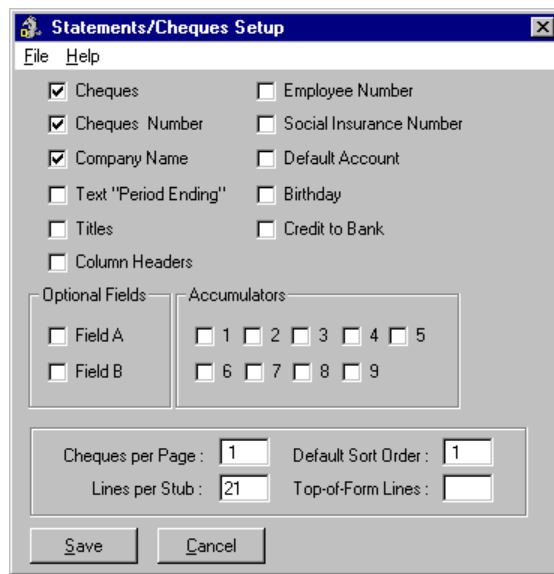 Statements/Cheques Setup
File Help
Cheques Employee Number
Cheques Number Social Insurance Number
Company Name Default Account
Text "Period Ending" Birthday
Titles Credit to Bank
Column Headers
Optional Fields Accumulators
Field A 1 2 3 4 5
Field B 6 7 8 9
Cheques per Page : 1 Default Sort Order : 1
Lines per Stub : 21 Top-of-Form Lines :
Save Cancel